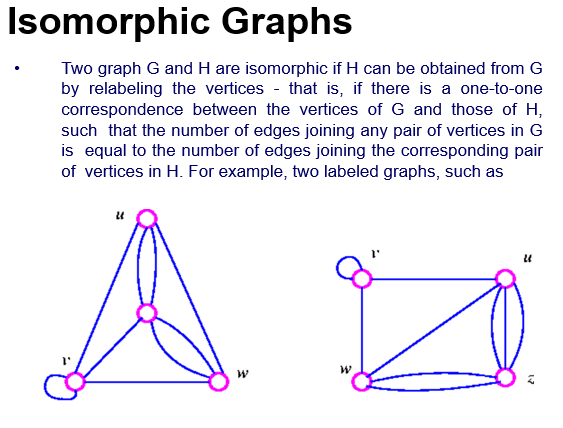 Isomorphic Graphs
• Two graph G and H are isomorphic if H can be obtained from G
by relabeling the vertices - that is, if there is a one-to-one
correspondence between the vertices of G and those of H,
such that the number of edges joining any pair of vertices in G
is equal to the number of edges joining the corresponding pair
of vertices in H. For example, two labeled graphs, such as
u
v
w
v
u
w
z